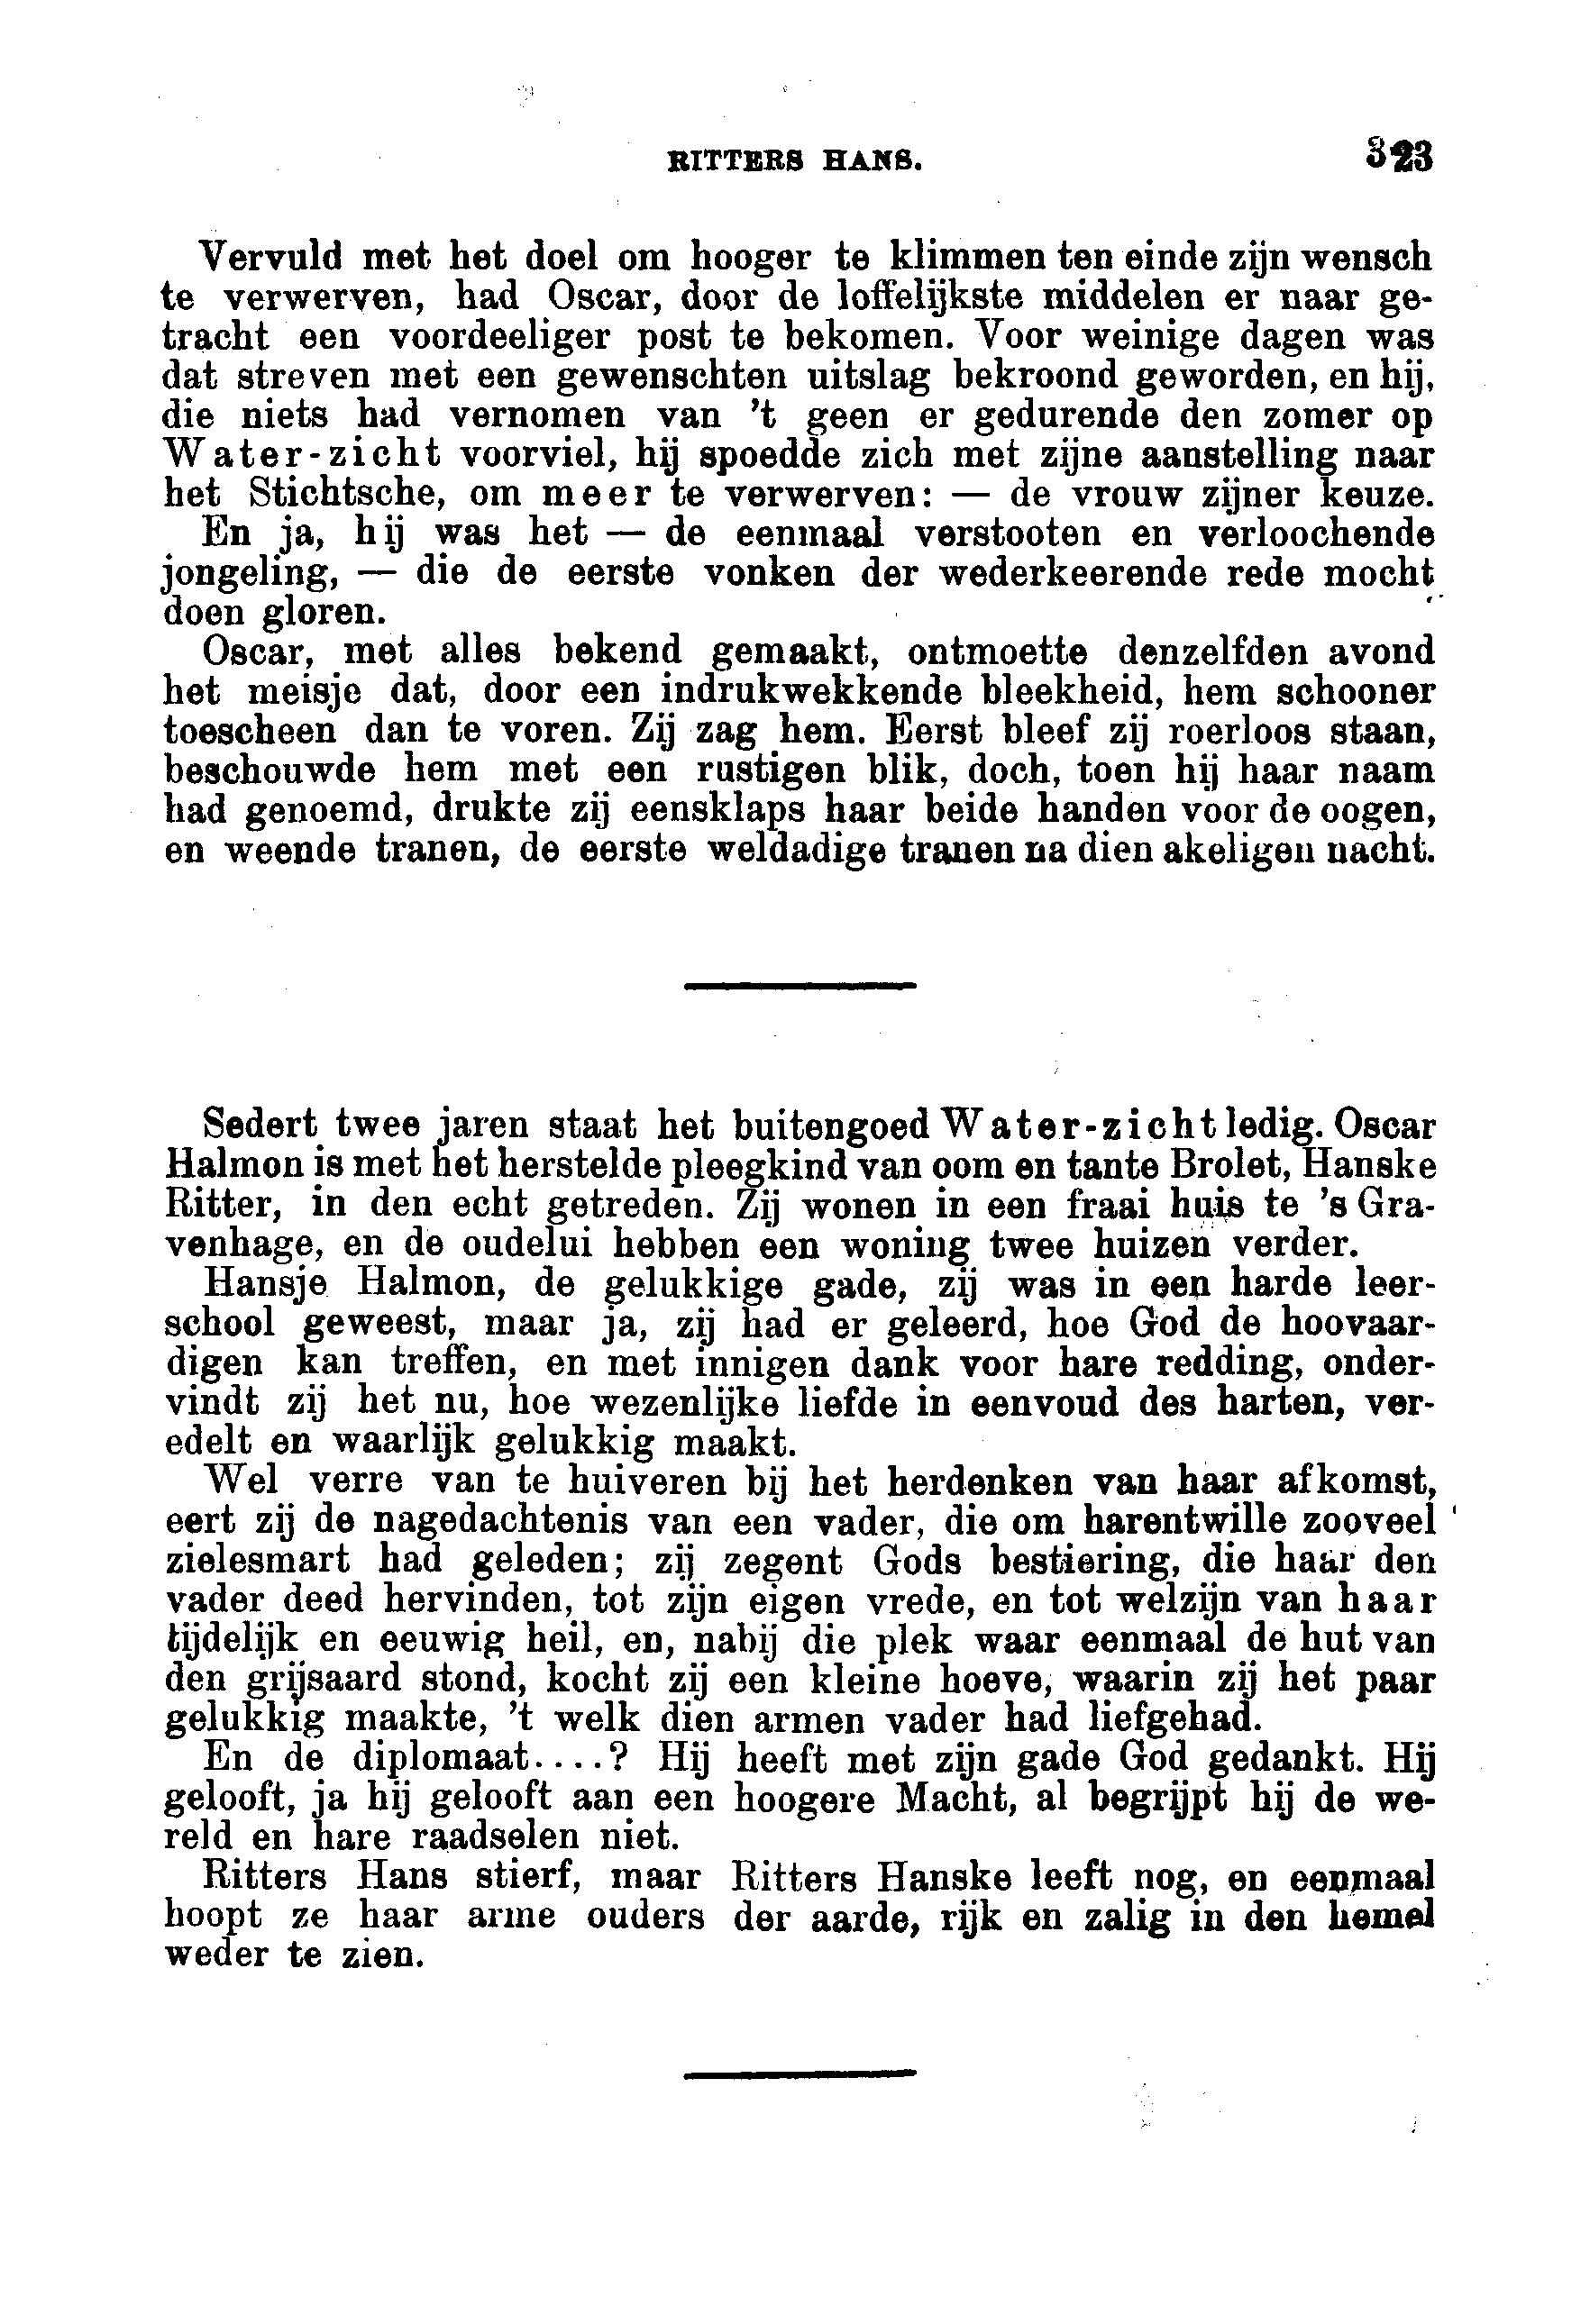 RITTERS HANS. 323
Vervuld met het doel om hooger te klimmen ten einde zijn wensch
te verwerven, had Oscar, door de loffelijkste middelen er naar ge-
tracht een voordeeliger post te bekomen. Voor weinige dagen was
dat streven met een gewenschten uitslag bekroond geworden, en hij,
die niets had vernomen van 't geen er gedurende den zomer op
Water-zicht voorviel, hij spoedde zich met zijne aanstelling naar
het Stichtsche, om meer te verwerven: — de vrouw zijner keuze.
En ja, hij was het — de eenmaal verstooten en verloochende
jongeling, — die de eerste vonken der wederkeerende rede mocht
doen gloren.
Oscar, met alles bekend gemaakt, ontmoette denzelfden avond
het meisje dat, door een indrukwekkende bleekheid, hem schooner
toescheen dan te voren. Zij zag hem. Eerst bleef zij roerloos staan,
beschouwde hem met een rustigen blik, doch, toen hij haar naam
had genoemd, drukte zij eensklaps haar beide handen voor de oogen,
en weende tranen, de eerste weldadige tranen na dien akeligen nacht.
Sedert twee jaren staat het buitengoed Water-zicht ledig. Oscar
Halmon is met het herstelde pleegkind van oom en tante Brolet, Hanske
Ritter, in den echt getreden. Zij wonen in een fraai huis te 's Gra-
venhage, en de oudelui hebben een woning twee huizen verder.
Hansje Halmon, de gelukkige gade, zij was in een harde leer-
school geweest, maar ja, zij had er geleerd, hoe God de hoovaar-
digen kan treffen, en met innigen dank voor hare redding, onder-
vindt zij het nu, hoe wezenlijke liefde in eenvoud des harten, ver-
edelt en waarlijk gelukkig maakt.
Wel verre van te huiveren bij het herdenken van haar afkomst,
eert zij de nagedachtenis van een vader, die om harentwille zooveel
zielesmart had geleden; zij zegent Gods bestiering, die haar den
vader deed hervinden, tot zijn eigen vrede, en tot welzijn van haar
tijdelijk en eeuwig heil, en, nabij die plek waar eenmaal de hut van
den grijsaard stond, kocht zij een kleine hoeve, waarin zij het paar
gelukkig maakte, 't welk dien armen vader had liefgehad.
En de diplomaat....? Hij heeft met zijn gade God gedankt. Hij
gelooft, ja hij gelooft aan een hoogere Macht, al begrijpt hij de we-
reld en hare raadselen niet.
Ritters Hans stierf, maar Ritters Hanske leeft nog, en eenmaal
hoopt ze haar arme ouders der aarde, rijk en zalig in den hemel
weder te zien.